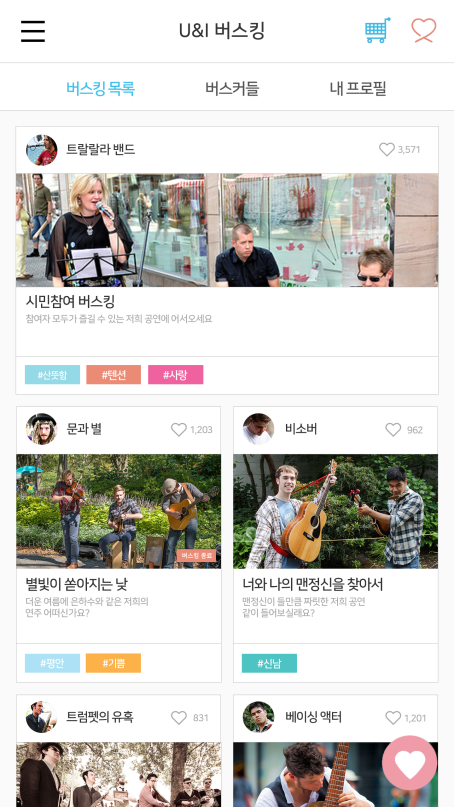 U&I 버스킹
버스킹 목록 버스커들 내 프로필
트랄랄라 밴드 3,571
시민참여 버스킹
참여자 모두가 즐길 수 있는 저희 공연에 어서오세요
#산뜻함 #텐션 #사랑
문과 별 1,203
버스킹 종료
별빛이 쏟아지는 낮
더운 여름에 은하수와 같은 저희의
연주 어떠신가요?
#평안 #기쁨
비소버 962
너와 나의 맨정신을 찾아서
맨정신이 들만큼 짜릿한 저희 공연
같이 들어보실래요?
#신남
트럼펫의 유혹 831
베이싱 액터 1,201